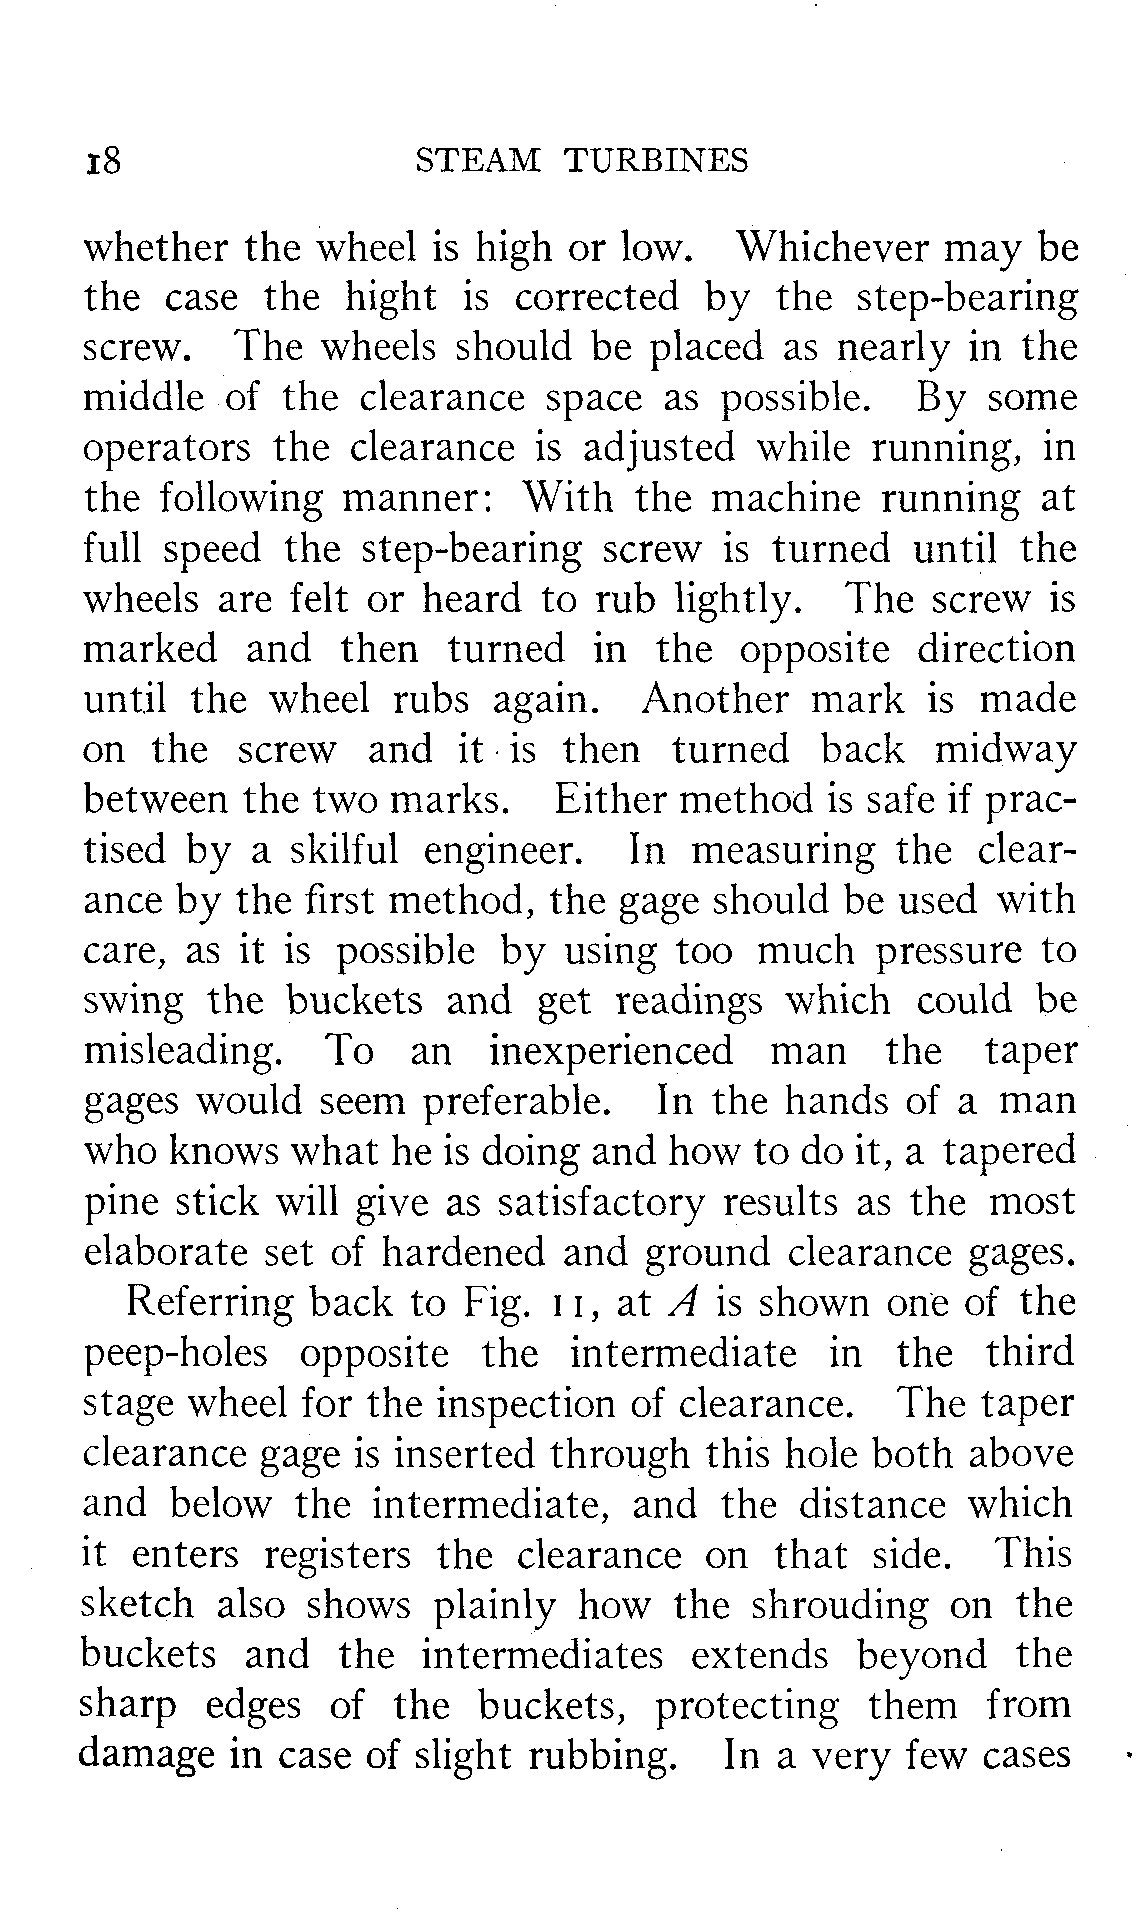 18 STEAM TURBINES
whether the wheel is high or low. Whichever may be
the case the hight is corrected by the step-bearing
screw. The wheels should be placed as nearly in the
middle of the clearance space as possible. By some
operators the clearance is adjusted while running, in
the following manner: With the machine running at
full speed the step-bearing screw is turned until the
wheels are felt or heard to rub lightly. The screw is
marked and then turned in the opposite direction
until the wheel rubs again. Another mark is made
on the screw and it is then turned back midway
between the two marks. Either method is safe if prac-
tised by a skilful engineer. In measuring the clear-
ance by the first method, the gage should be used with
care, as it is possible by using too much pressure to
swing the buckets and get readings which could be
misleading. To an inexperienced man the taper
gages would seem preferable. In the hands of a man
who knows what he is doing and how to do it, a tapered
pine stick will give as satisfactory results as the most
elaborate set of hardened and ground clearance gages.
Referring back to Fig. 11, at A is shown one of the
peep-holes opposite the intermediate in the third
stage wheel for the inspection of clearance. The taper
clearance gage is inserted through this hole both above
and below the intermediate, and the distance which
it enters registers the clearance on that side. This
sketch also shows plainly how the shrouding on the
buckets and the intermediates extends beyond the
sharp edges of the buckets, protecting them from
damage in case of slight rubbing. In a very few cases